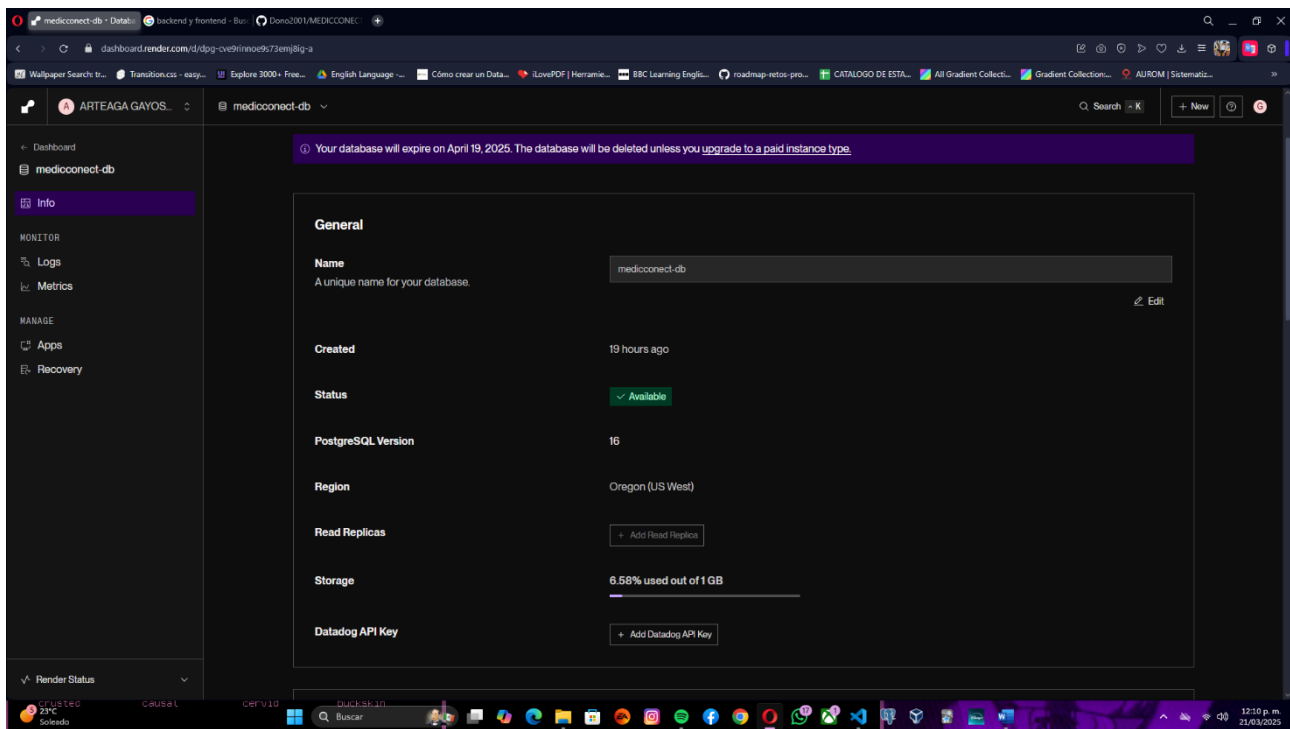 medicconect-db · Databa
backend y frontend - Busc
Dono2001/MEDICCONECT
dashboard.render.com/d/dpg-cve9rinnoe9s73emj8ig-a
Wallpaper Search: tr...
Transition.css - easy...
Explore 3000+ Free...
English Language -...
Cómo crear un Data...
iLovePDF | Herramie...
BBC Learning Englis...
roadmap-retos-pro...
CATALOGO DE ESTA...
All Gradient Collecti...
Gradient Collection:...
AUROM | Sistematiz...
A ARTEAGA GAYOS...
medicconect-db
Search
K
+ New
G
← Dashboard
medicconect-db
Info
MONITOR
Logs
Metrics
MANAGE
Apps
Recovery
Render Status
Your database will expire on April 19, 2025. The database will be deleted unless you upgrade to a paid instance type.
General
Name
A unique name for your database.
medicconect-db
Edit
Created
19 hours ago
Status
Available
PostgreSQL Version
16
Region
Oregon (US West)
Read Replicas
+ Add Read Replica
Storage
6.58% used out of 1 GB
Datadog API Key
+ Add Datadog API Key
crusted causal cervid buckskin
23°C
Soleado
Buscar
17
12:10 p. m.
21/03/2025